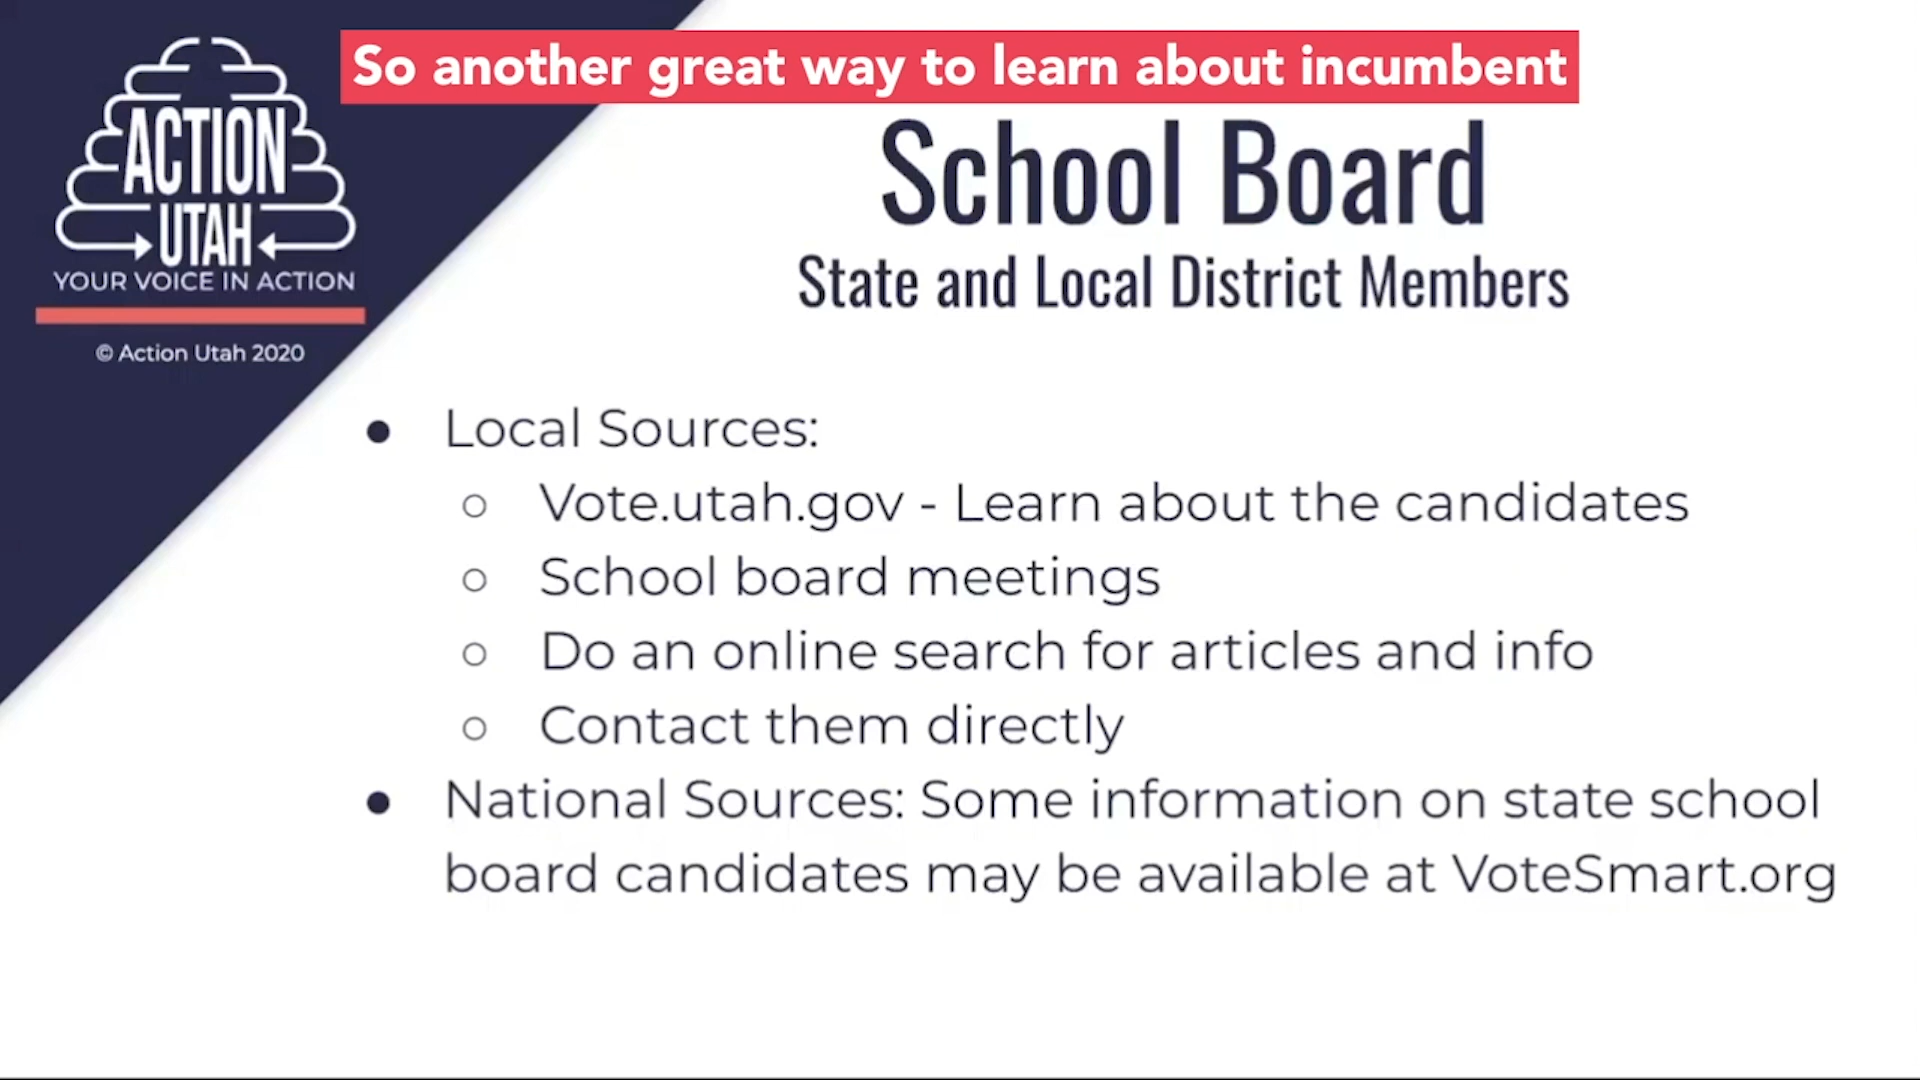 So another great way to learn about incumbent
ACTION
UTAH
YOUR VOICE IN ACTION
© Action Utah 2020
School Board
State and Local District Members
● Local Sources:
○ Vote.utah.gov - Learn about the candidates
○ School board meetings
○ Do an online search for articles and info
○ Contact them directly
● National Sources: Some information on state school
board candidates may be available at VoteSmart.org